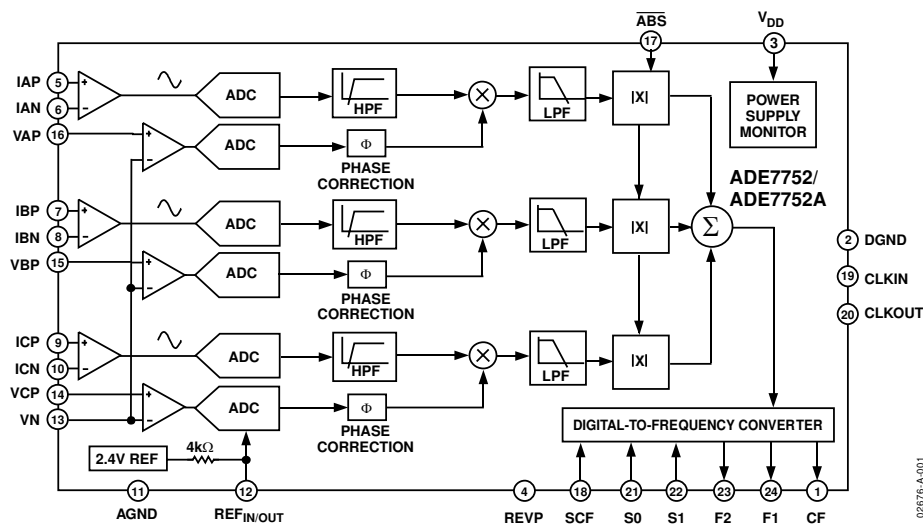 ABS
17
VDD
3
IAP 5 + ADC HPF × LPF |X| POWER SUPPLY MONITOR
IAN 6 –
VAP 16 + – ADC Φ
PHASE CORRECTION
ADE7752/
ADE7752A
IBP 7 + ADC HPF × LPF |X| Σ
IBN 8 –
2 DGND
VBP 15 + – ADC Φ
19 CLKIN
PHASE CORRECTION
20 CLKOUT
ICP 9 + ADC HPF × LPF |X|
ICN 10 –
VCP 14 + ADC Φ
VN 13 –
PHASE CORRECTION
DIGITAL-TO-FREQUENCY CONVERTER
2.4V REF 4kΩ
11 12 4 18 21 22 23 24 1
AGND REFIN/OUT REVP SCF S0 S1 F2 F1 CF
02676-A-001